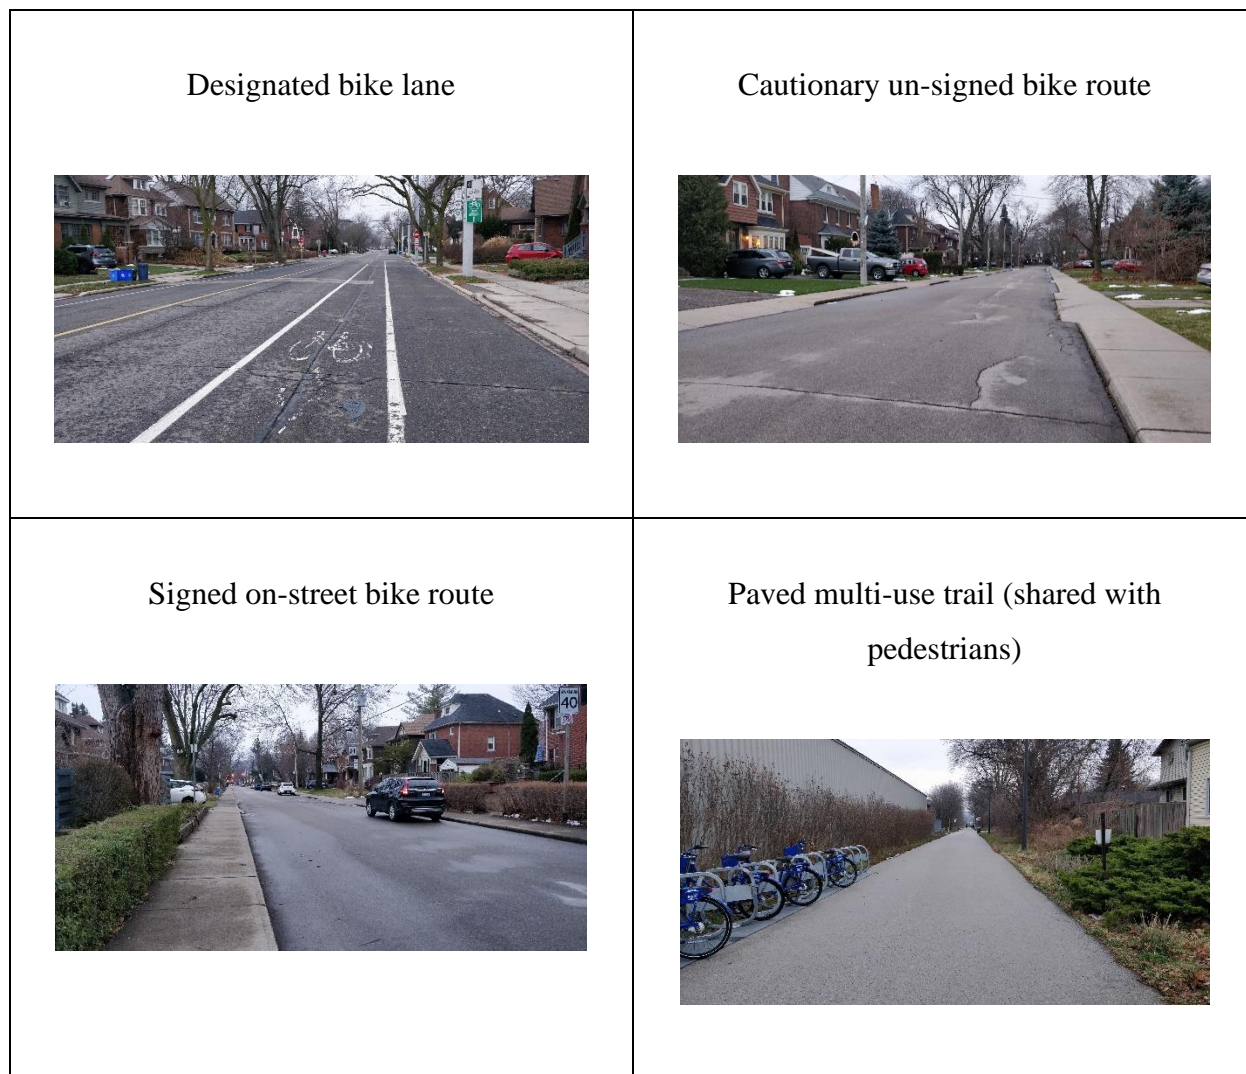 Designated bike lane
Cautionary un-signed bike route
Signed on-street bike route
40
Paved multi-use trail (shared with
pedestrians)